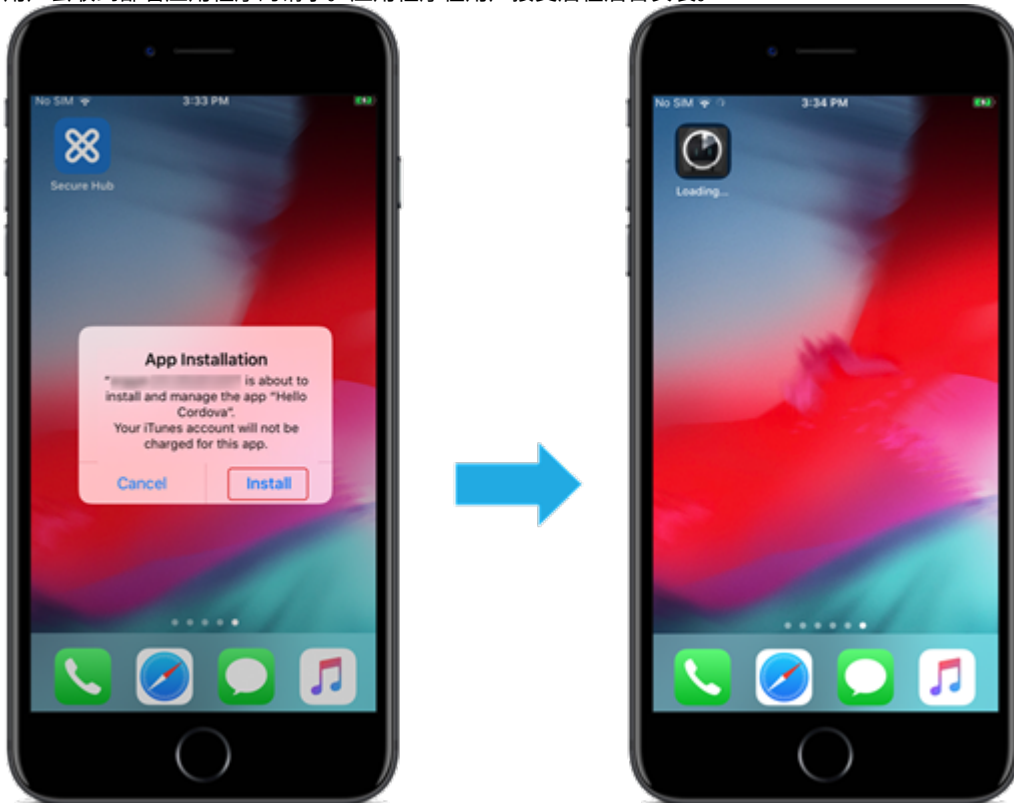 No SIM 3:33 PM
Secure Hub
App Installation
" is about to
install and manage the app "Hello
Cordova".
Your iTunes account will not be
charged for this app.
Cancel Install
No SIM 3:34 PM
Loading...